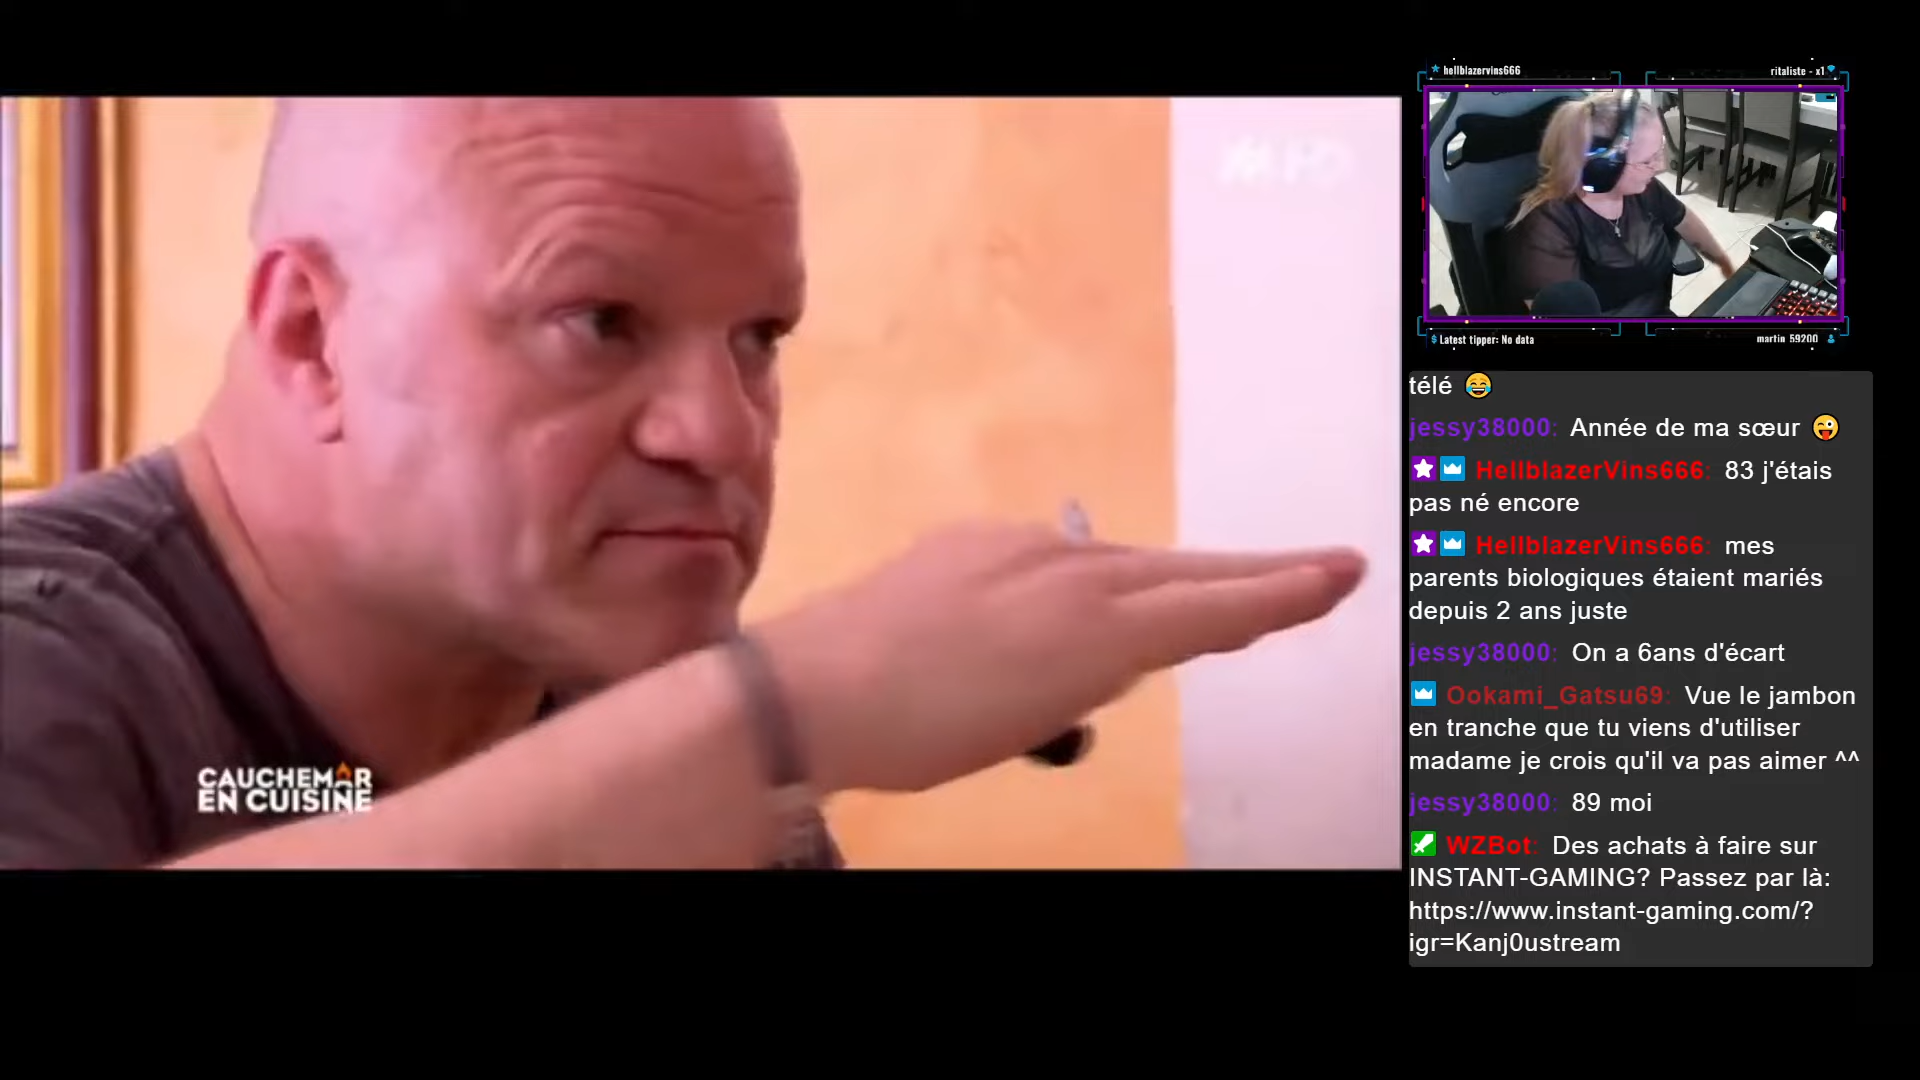 M6 HD
CAUCHEMAR
EN CUISINE
hellblazervins666
ritaliste - x1
$ Latest tipper: No data
martin_59200
télé 😂
jessy38000: Année de ma sœur 😜
HellblazerVins666: 83 j'étais
pas né encore
HellblazerVins666: mes
parents biologiques étaient mariés
depuis 2 ans juste
jessy38000: On a 6ans d'écart
Ookami_Gatsu69: Vue le jambon
en tranche que tu viens d'utiliser
madame je crois qu'il va pas aimer ^^
jessy38000: 89 moi
WZBot: Des achats à faire sur
INSTANT-GAMING? Passez par là:
https://www.instant-gaming.com/?
igr=Kanj0ustream